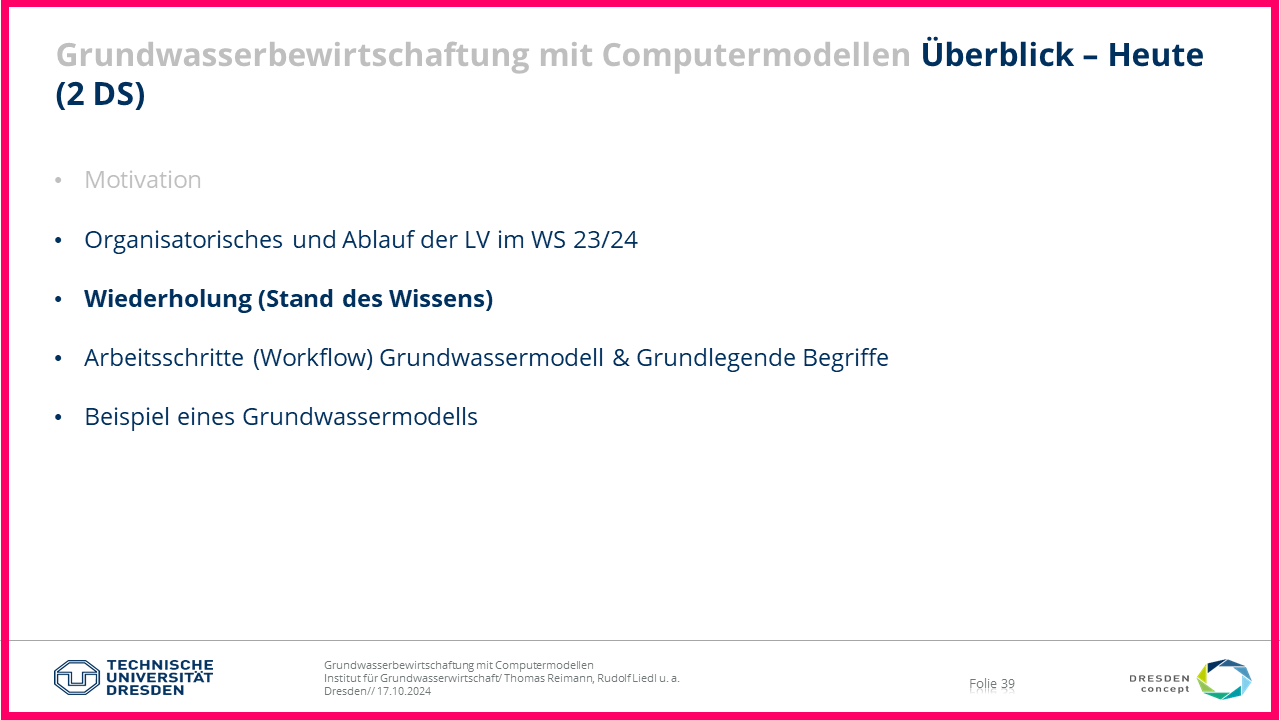 Grundwasserbewirtschaftung mit Computermodellen Überblick – Heute
(2 DS)
• Motivation
• Organisatorisches und Ablauf der LV im WS 23/24
• Wiederholung (Stand des Wissens)
• Arbeitsschritte (Workflow) Grundwassermodell & Grundlegende Begriffe
• Beispiel eines Grundwassermodells
TECHNISCHE
UNIVERSITÄT
DRESDEN
Grundwasserbewirtschaftung mit Computermodellen
Institut für Grundwasserwirtschaft/ Thomas Reimann, Rudolf Liedl u. a.
Dresden// 17.10.2024
Folie 39
DRESDEN
concept